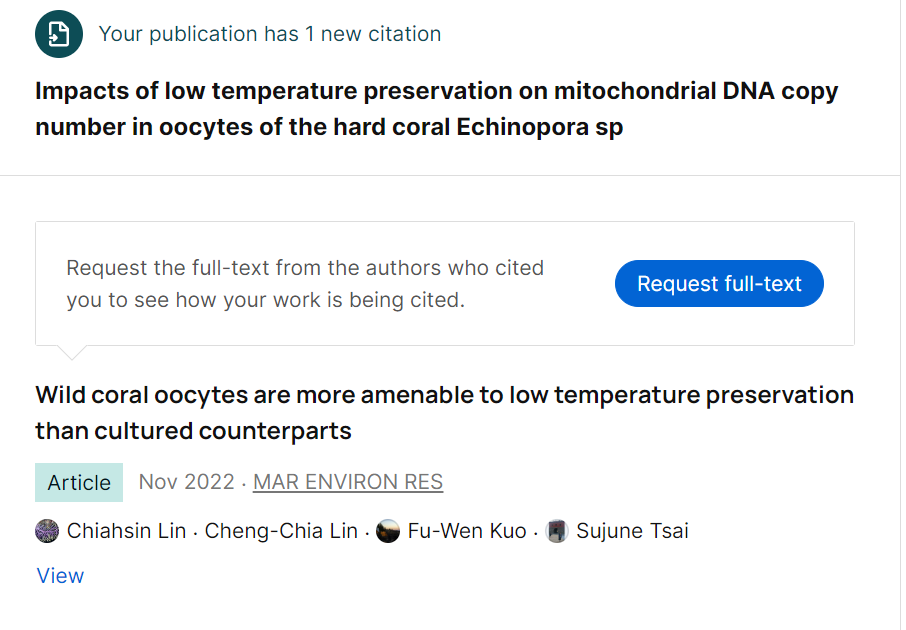 Your publication has 1 new citation
Impacts of low temperature preservation on mitochondrial DNA copy
number in oocytes of the hard coral Echinopora sp
Request the full-text from the authors who cited
you to see how your work is being cited.
Request full-text
Wild coral oocytes are more amenable to low temperature preservation
than cultured counterparts
Article Nov 2022 · MAR ENVIRON RES
Chiahsin Lin · Cheng-Chia Lin · Fu-Wen Kuo · Sujune Tsai
View